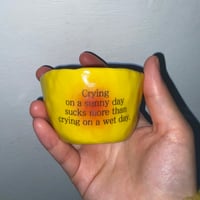 Crying
on a sunny day
sucks more than
crying on a wet day.